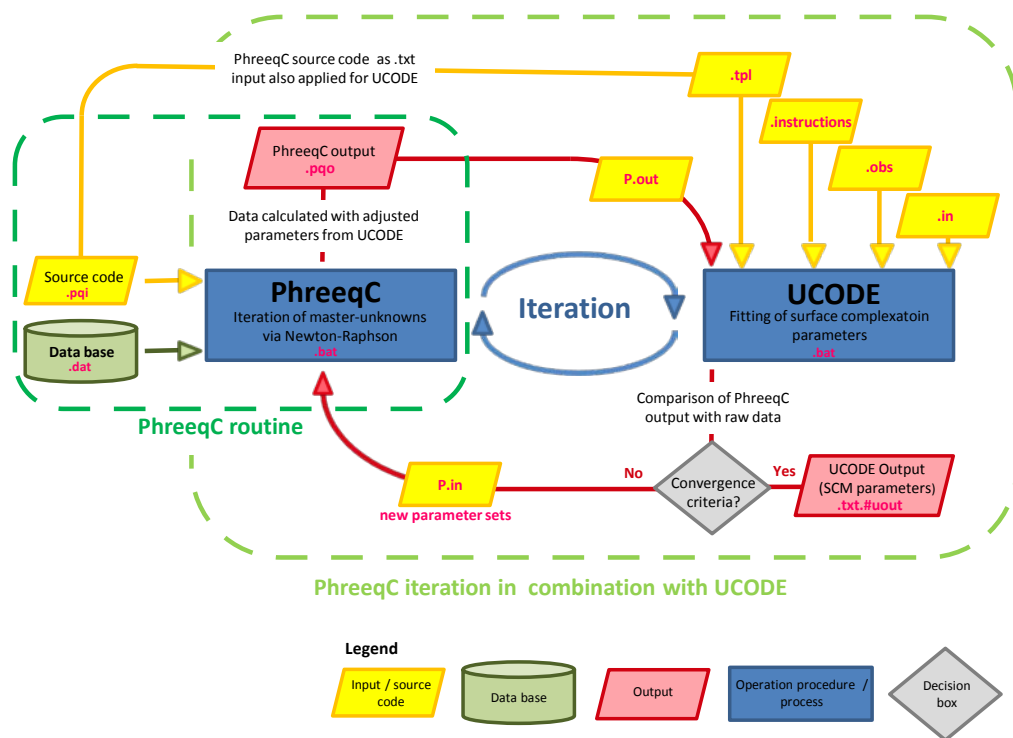 PhreeqC source code as .txt
input also applied for UCODE
.tpl
.instructions
.obs
.in
PhreeqC output
.pqo
P.out
Data calculated with adjusted
parameters from UCODE
Source code
.pqi
PhreeqC
Iteration of master-unknowns
via Newton-Raphson
.bat
Iteration
UCODE
Fitting of surface complexatoin
parameters
.bat
Data base
.dat
PhreeqC routine
Comparison of PhreeqC
output with raw data
No
Convergence
criteria?
Yes
UCODE Output
(SCM parameters)
.txt.#uout
P.in
new parameter sets
PhreeqC iteration in combination with UCODE
Legend
Input / source
code
Data base
Output
Operation procedure /
process
Decision
box